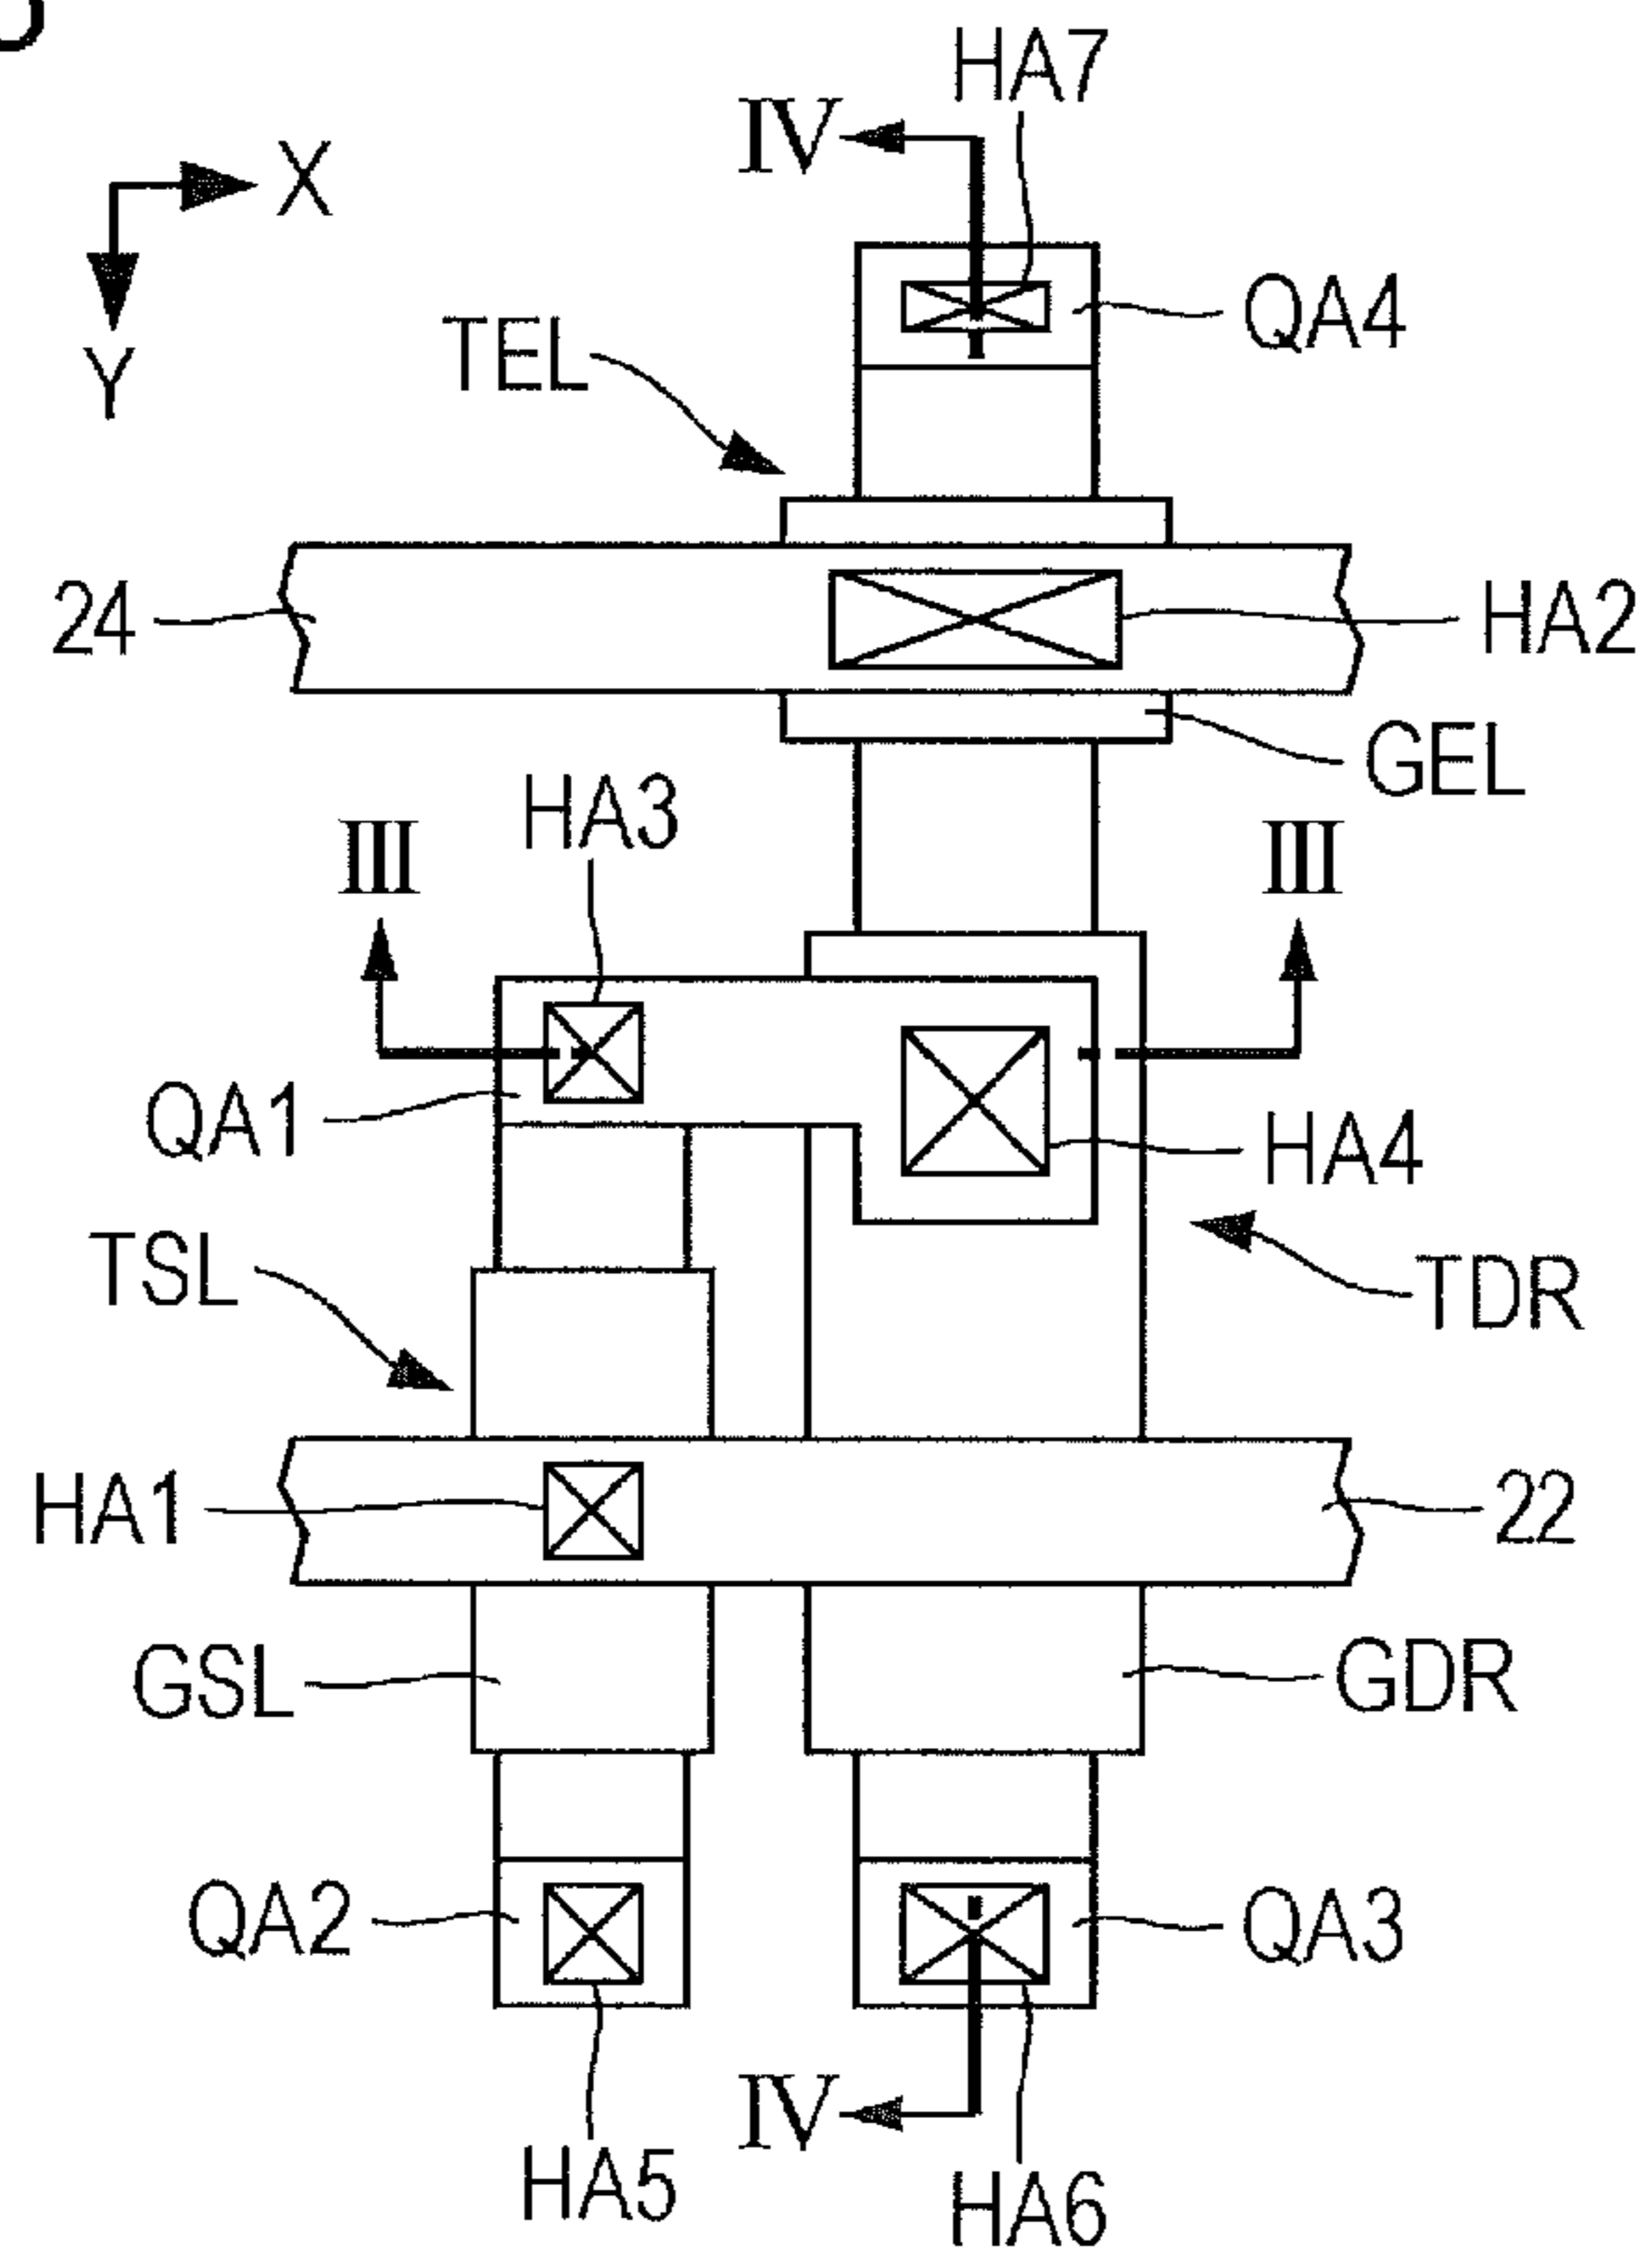 HA7
IV
X
QA4
TEL
Y
24
HA2
GEL
HA3
III
III
QA1
HA4
TSL
TDR
HA1
22
GSL
GDR
QA2
QA3
IV
HA5
HA6